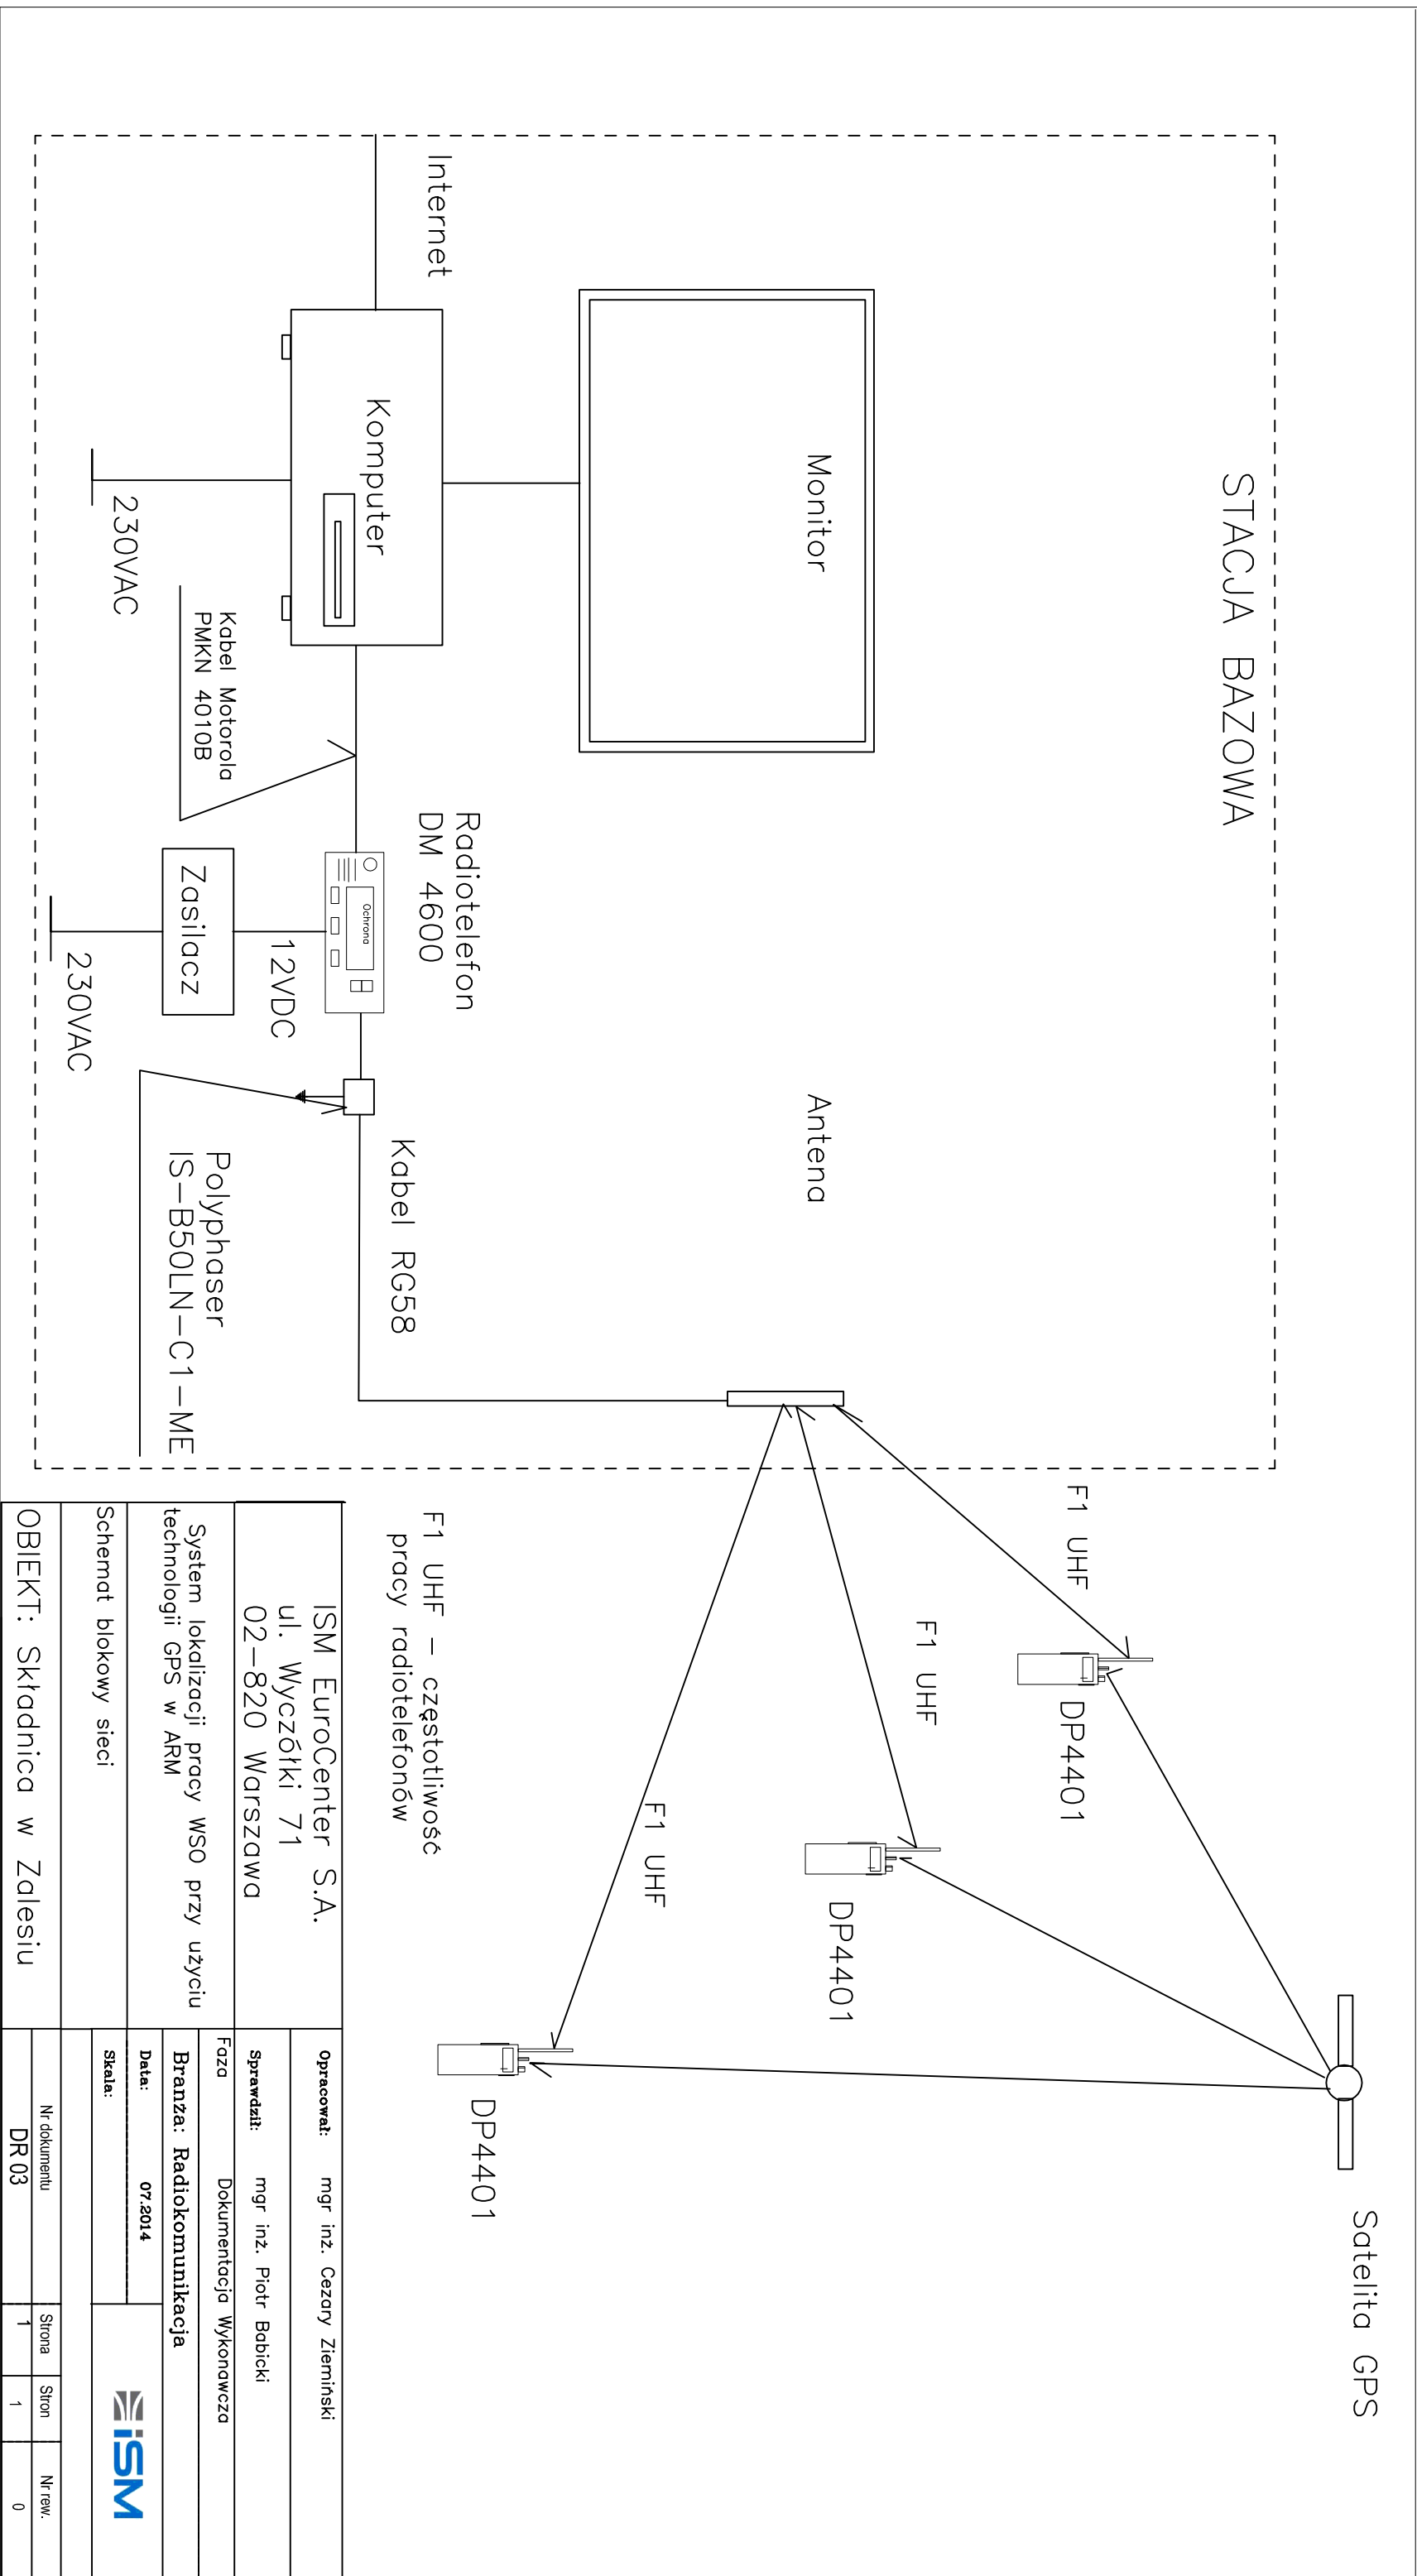 STACJA BAZOWA
Satelita GPS
Monitor
Antena
F1 UHF
DP4401
F1 UHF
DP4401
F1 UHF
DP4401
Internet
Komputer
230VAC
Kabel Motorola
PMKN 4010B
Radiotelefon
DM 4600
Ochrona
12VDC
Zasilacz
230VAC
Kabel RG58
Polyphaser
IS-B50LN-C1-ME
F1 UHF - częstotliwość
pracy radiotelefonów
ISM EuroCenter S.A.
ul. Wyczółki 71
02-820 Warszawa
System lokalizacji pracy WSO przy użyciu
technologii GPS w ARM
Schemat blokowy sieci
OBIEKT: Składnica w Zalesiu
Opracował: mgr inż. Cezary Ziemiński
Sprawdził: mgr inż. Piotr Babicki
Faza Dokumentacja Wykonawcza
Branża: Radiokomunikacja
Data: 07.2014
Skala:
iSM
Nr dokumentu Strona Stron Nr rew.
DR 03 1 1 0